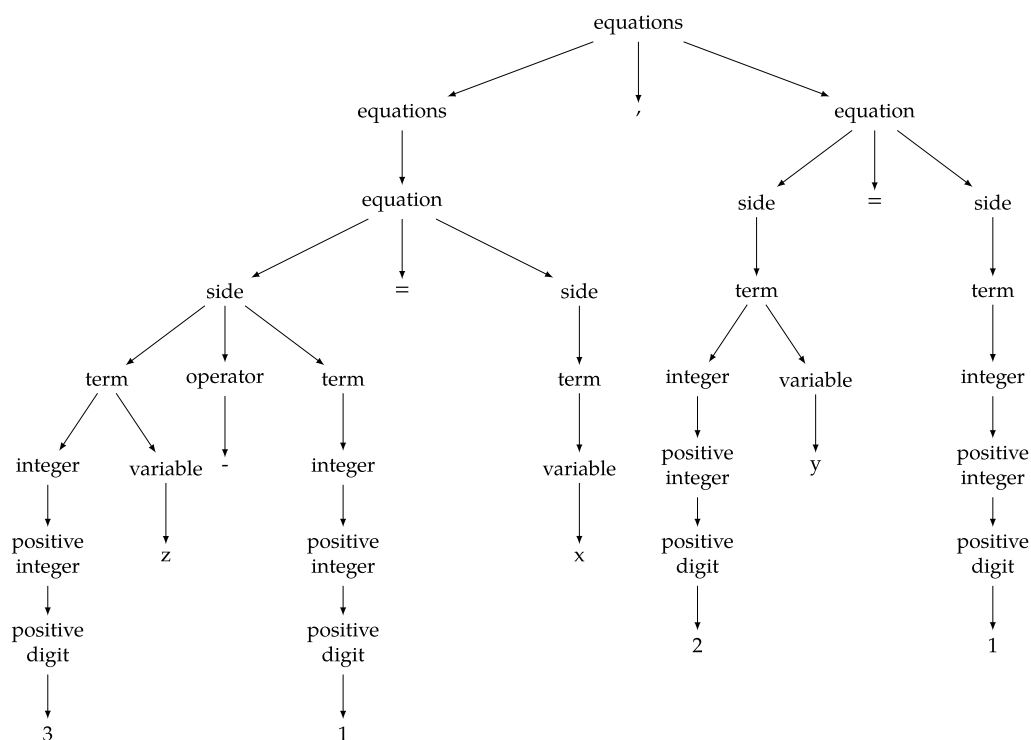 equations
equations , equation
equation side = side
side = side term term
term operator term term integer variable integer
integer variable - integer variable positive integer y positive integer
positive integer z positive integer x positive digit positive digit
positive digit positive digit 2 1
3 1